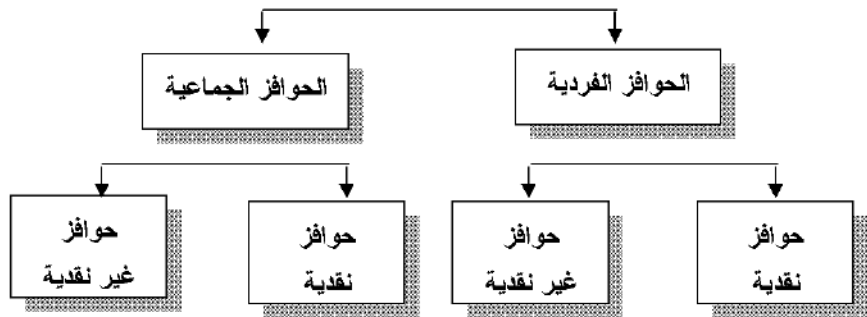 الحوافز الفردية
الحوافز الجماعية
حوافز
نقدية
حوافز
غير نقدية
حوافز
نقدية
حوافز
غير نقدية